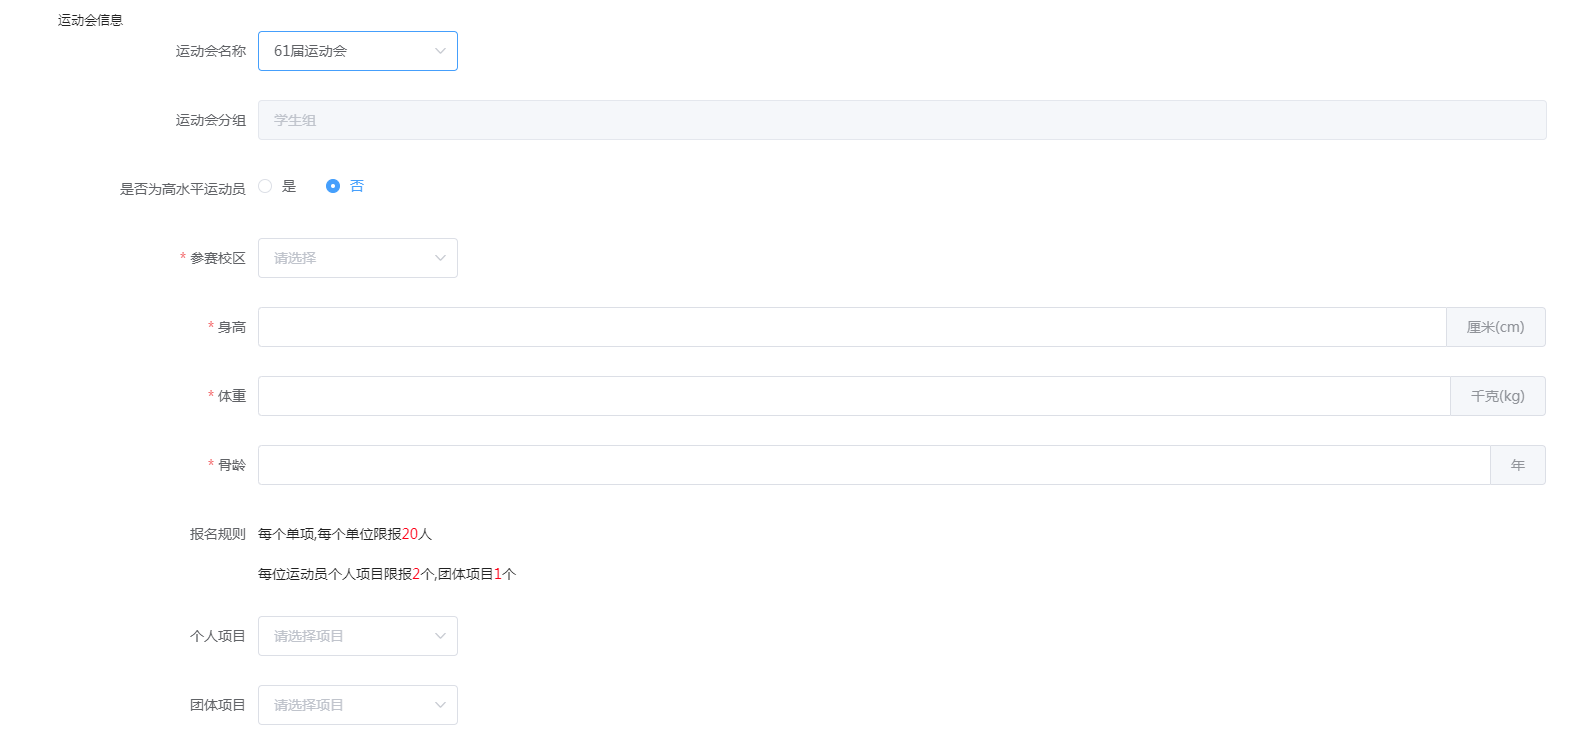 运动会信息
运动会名称 61届运动会
运动会分组 学生组
是否为高水平运动员 是 否
* 参赛校区 请选择
* 身高 厘米(cm)
* 体重 千克(kg)
* 骨龄 年
报名规则 每个单项,每个单位限报20人
每位运动员个人项目限报2个,团体项目1个
个人项目 请选择项目
团体项目 请选择项目